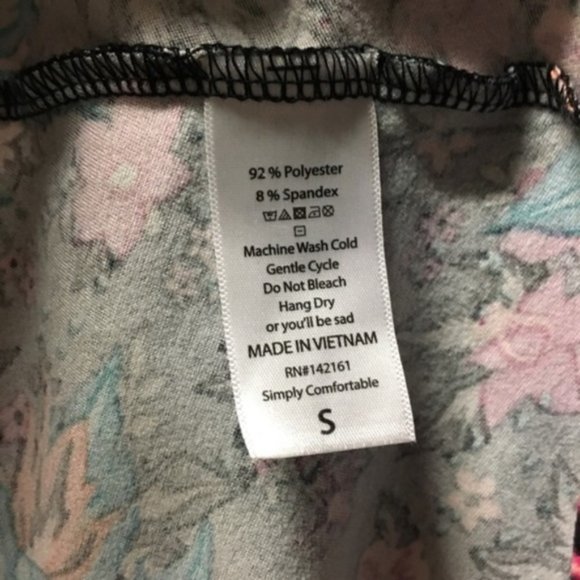 92 % Polyester
8 % Spandex
Machine Wash Cold
Gentle Cycle
Do Not Bleach
Hang Dry
or you'll be sad
MADE IN VIETNAM
RN#142161
Simply Comfortable
S